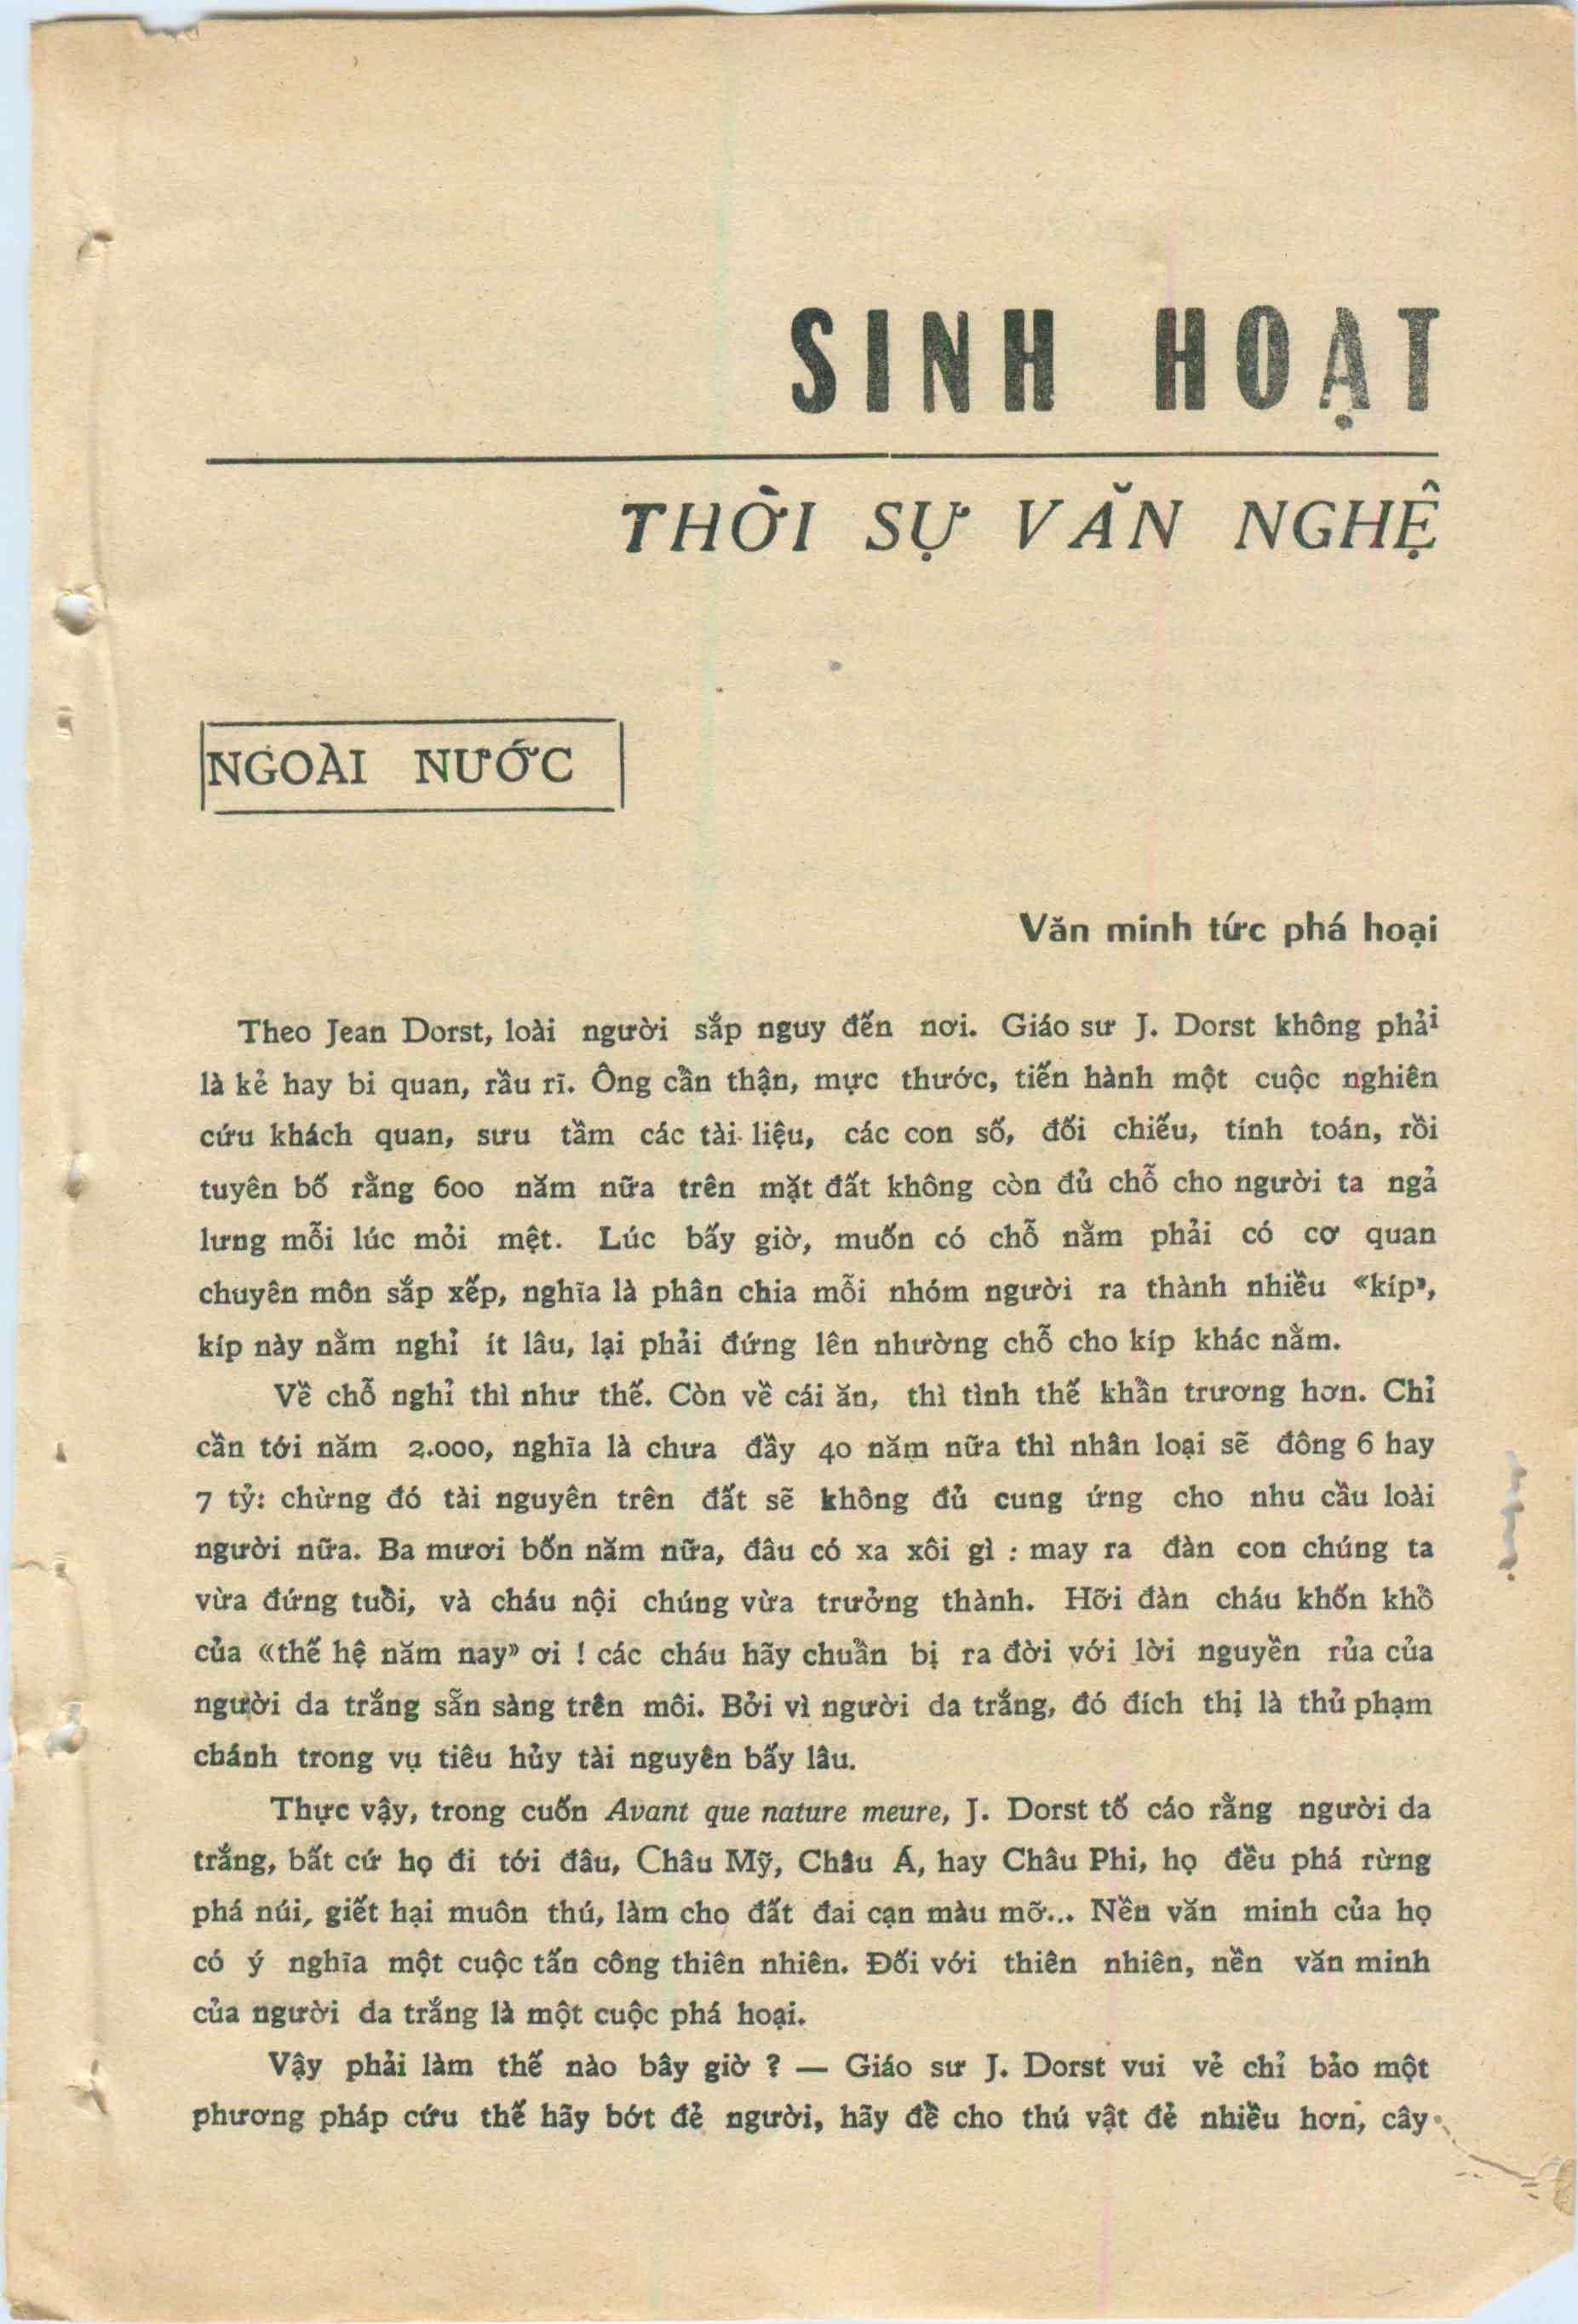 SINH HOẠT
THỜI SỰ VĂN NGHỆ
NGOÀI NƯỚC
Văn minh tức phá hoại
Theo Jean Dorst, loài người sắp nguy đến nơi. Giáo sư J. Dorst không phải
là kẻ hay bi quan, rầu rĩ. Ông cẩn thận, mực thước, tiến hành một cuộc nghiên
cứu khách quan, sưu tầm các tài liệu, các con số, đối chiếu, tính toán, rồi
tuyên bố rằng 600 năm nữa trên mặt đất không còn đủ chỗ cho người ta ngả
lưng mỗi lúc mỏi mệt. Lúc bấy giờ, muốn có chỗ nằm phải có cơ quan
chuyên môn sắp xếp, nghĩa là phân chia mỗi nhóm người ra thành nhiều «kíp»,
kíp này nằm nghỉ ít lâu, lại phải đứng lên nhường chỗ cho kíp khác nằm.
Về chỗ nghỉ thì như thế. Còn về cái ăn, thì tình thế khẩn trương hơn. Chỉ
cần tới năm 2.000, nghĩa là chưa đầy 40 năm nữa thì nhân loại sẽ đông 6 hay
7 tỷ: chừng đó tài nguyên trên đất sẽ không đủ cung ứng cho nhu cầu loài
người nữa. Ba mươi bốn năm nữa, đâu có xa xôi gì : may ra đàn con chúng ta
vừa đứng tuổi, và cháu nội chúng vừa trưởng thành. Hỡi đàn cháu khốn khổ
của «thế hệ năm nay» ơi ! các cháu hãy chuẩn bị ra đời với lời nguyền rủa của
người da trắng sẵn sàng trên môi. Bởi vì người da trắng, đó đích thị là thủ phạm
chánh trong vụ tiêu hủy tài nguyên bấy lâu.
Thực vậy, trong cuốn Avant que nature meure, J. Dorst tố cáo rằng người da
trắng, bất cứ họ đi tới đâu, Châu Mỹ, Châu Á, hay Châu Phi, họ đều phá rừng
phá núi, giết hại muôn thú, làm cho đất đai cạn màu mỡ... Nền văn minh của họ
có ý nghĩa một cuộc tấn công thiên nhiên. Đối với thiên nhiên, nền văn minh
của người da trắng là một cuộc phá hoại.
Vậy phải làm thế nào bây giờ ? — Giáo sư J. Dorst vui vẻ chỉ bảo một
phương pháp cứu thế hãy bớt đẻ người, hãy để cho thú vật đẻ nhiều hơn, cây